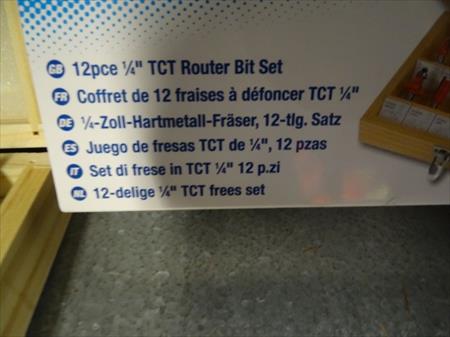 GB 12pce ¼" TCT Router Bit Set
FR Coffret de 12 fraises à défoncer TCT ¼"
DE ¼-Zoll-Hartmetall-Fräser, 12-tlg. Satz
ES Juego de fresas TCT de ¼", 12 pzas
IT Set di frese in TCT ¼" 12 p.zi
NL 12-delige ¼" TCT frees set